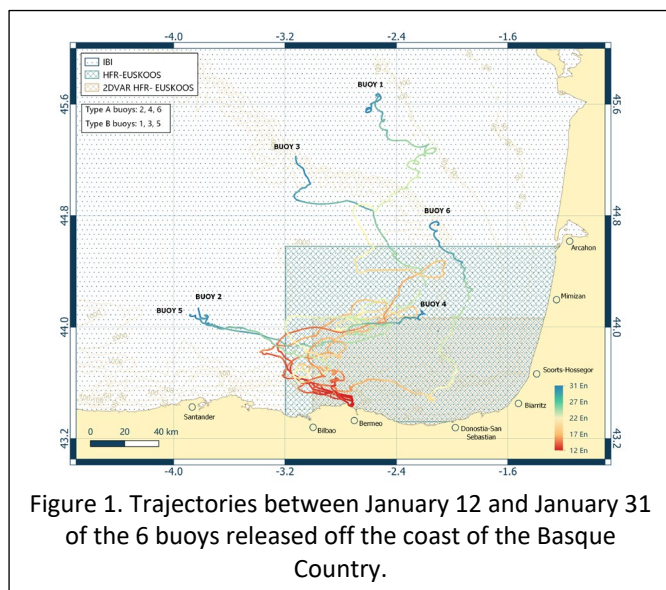 -4.0 -3.2 -2.4 -1.6
IBI
HFR-EUSKOOS
2DVAR HFR- EUSKOOS
Type A buoys: 2, 4, 6
Type B buoys: 1, 3, 5
45.6
45.6
BUOY 1
BUOY 3
BUOY 6
44.8
44.8
Arcahon
BUOY 2
BUOY 5
BUOY 4
Mimizan
44.0
44.0
Soorts-Hossegor
31 En
27 En
22 En
17 En
12 En
Biarritz
Santander
Bermeo
Bilbao
Donostia-San
Sebastian
43.2
43.2
0 20 40 km
-4.0 -3.2 -2.4 -1.6
Figure 1. Trajectories between January 12 and January 31
of the 6 buoys released off the coast of the Basque
Country.